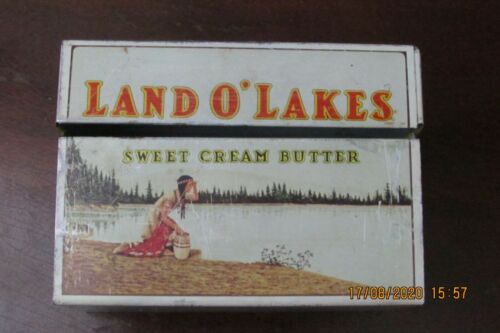 LAND O'LAKES
SWEET CREAM BUTTER
17/08/2020 15:57